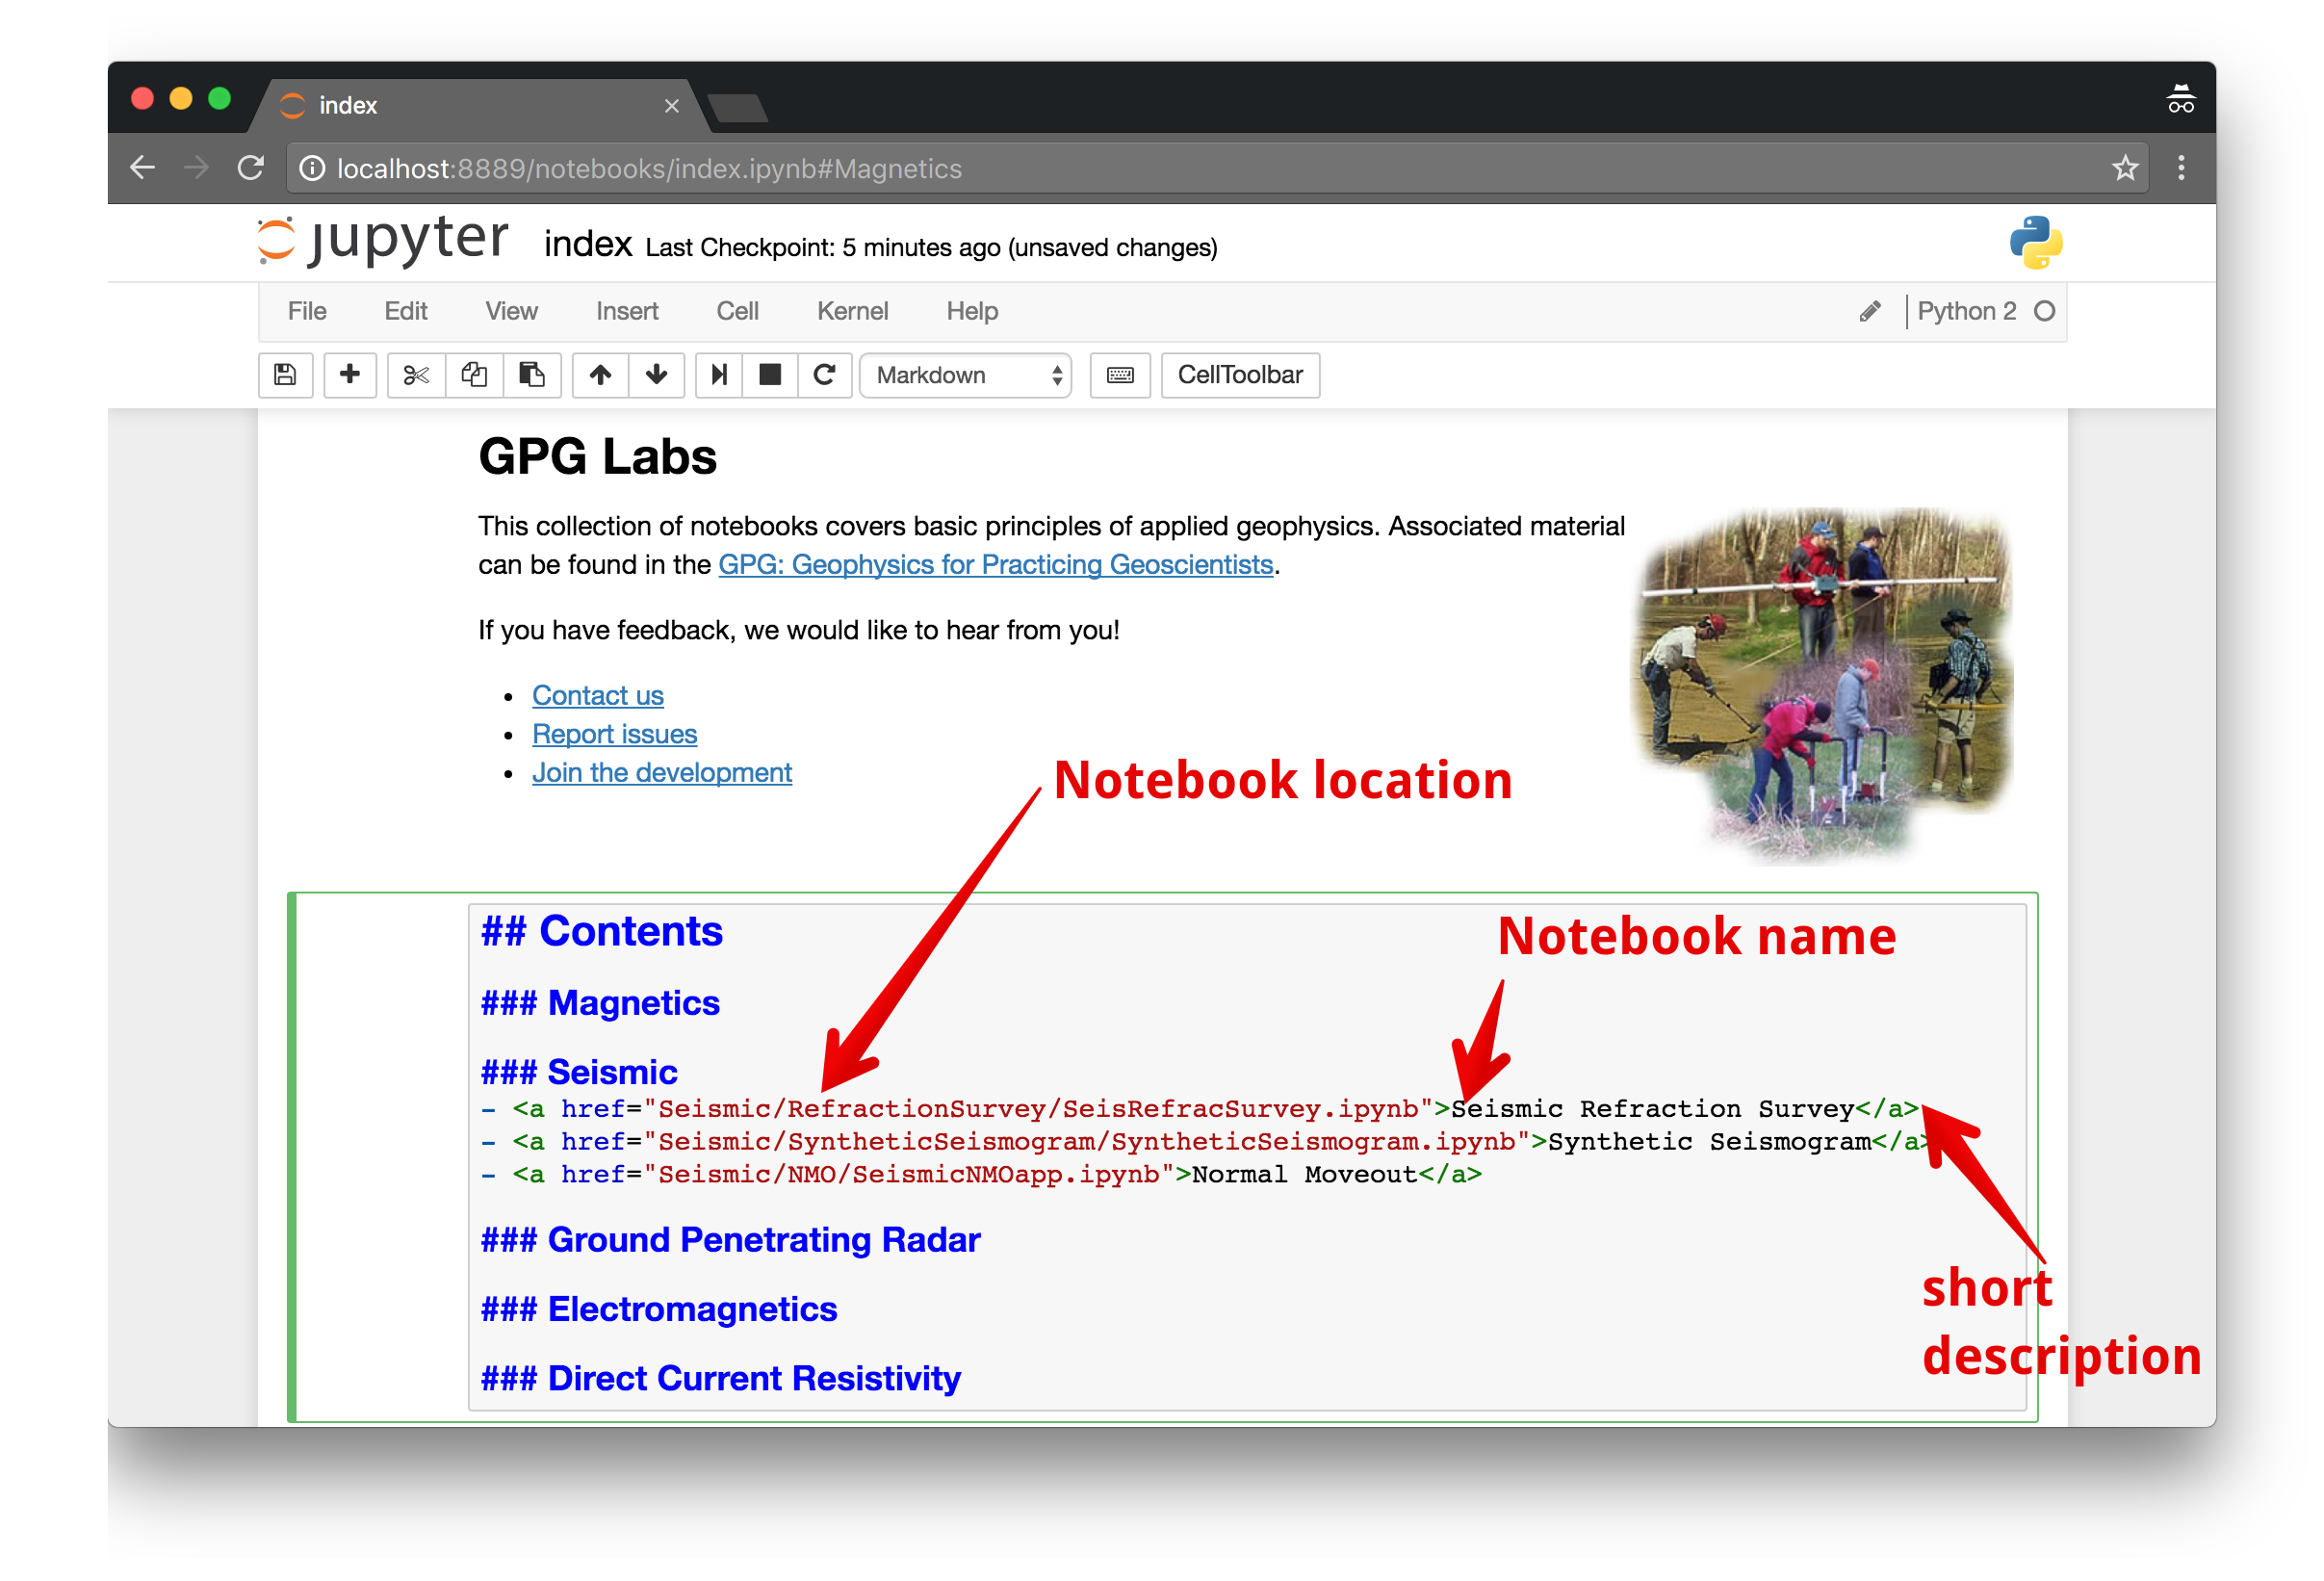 index
localhost:8889/notebooks/index.ipynb#Magnetics
jupyter index Last Checkpoint: 5 minutes ago (unsaved changes)
File Edit View Insert Cell Kernel Help Python 2
Markdown CellToolbar
GPG Labs
This collection of notebooks covers basic principles of applied geophysics. Associated material
can be found in the GPG: Geophysics for Practicing Geoscientists.
If you have feedback, we would like to hear from you!
• Contact us
• Report issues
• Join the development
Notebook location
## Contents
Notebook name
### Magnetics
### Seismic
- <a href="Seismic/RefractionSurvey/SeisRefracSurvey.ipynb">Seismic Refraction Survey</a>
- <a href="Seismic/SyntheticSeismogram/SyntheticSeismogram.ipynb">Synthetic Seismogram</a>
- <a href="Seismic/NMO/SeismicNMOapp.ipynb">Normal Moveout</a>
### Ground Penetrating Radar
short
### Electromagnetics
description
### Direct Current Resistivity